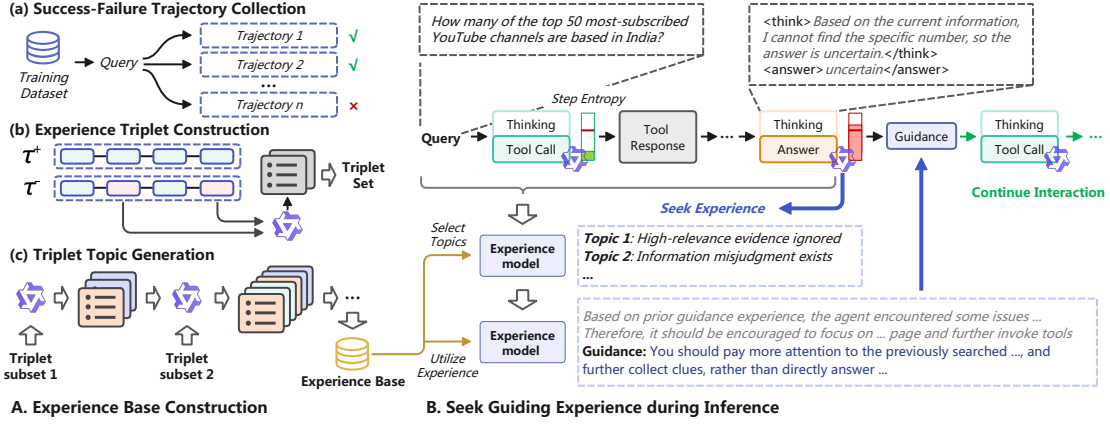 (a) Success-Failure Trajectory Collection
Training
Dataset
Query
Trajectory 1
√
Trajectory 2
√
...
Trajectory n
×
(b) Experience Triplet Construction
τ+
τ-
Triplet
Set
(c) Triplet Topic Generation
...
Triplet
subset 1
Triplet
subset 2
Experience Base
A. Experience Base Construction
How many of the top 50 most-subscribed
YouTube channels are based in India?
<think>Based on the current information,
I cannot find the specific number, so the
answer is uncertain.</think>
<answer>uncertain</answer>
Step Entropy
Query
Thinking
Tool Call
Tool
Response
...
Thinking
Answer
Guidance
Thinking
Tool Call
...
Continue Interaction
Seek Experience
Select
Topics
Experience
model
Topic 1: High-relevance evidence ignored
Topic 2: Information misjudgment exists
...
Utilize
Experience
Experience
model
Based on prior guidance experience, the agent encountered some issues ...
Therefore, it should be encouraged to focus on ... page and further invoke tools
Guidance: You should pay more attention to the previously searched ..., and
further collect clues, rather than directly answer ...
B. Seek Guiding Experience during Inference